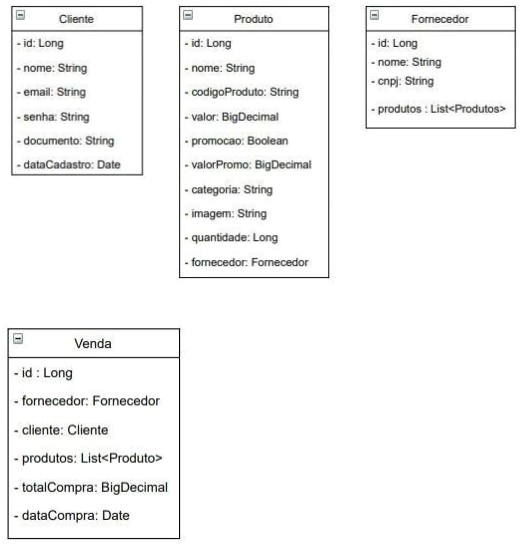 Cliente
- id: Long
- nome: String
- email: String
- senha: String
- documento: String
- dataCadastro: Date
Produto
- id: Long
- nome: String
- codigoProduto: String
- valor: BigDecimal
- promocao: Boolean
- valorPromo: BigDecimal
- categoria: String
- imagem: String
- quantidade: Long
- fornecedor: Fornecedor
Fornecedor
- id: Long
- nome: String
- cnpj: String
- produtos : List<Produtos>
Venda
- id : Long
- fornecedor: Fornecedor
- cliente: Cliente
- produtos: List<Produto>
- totalCompra: BigDecimal
- dataCompra: Date